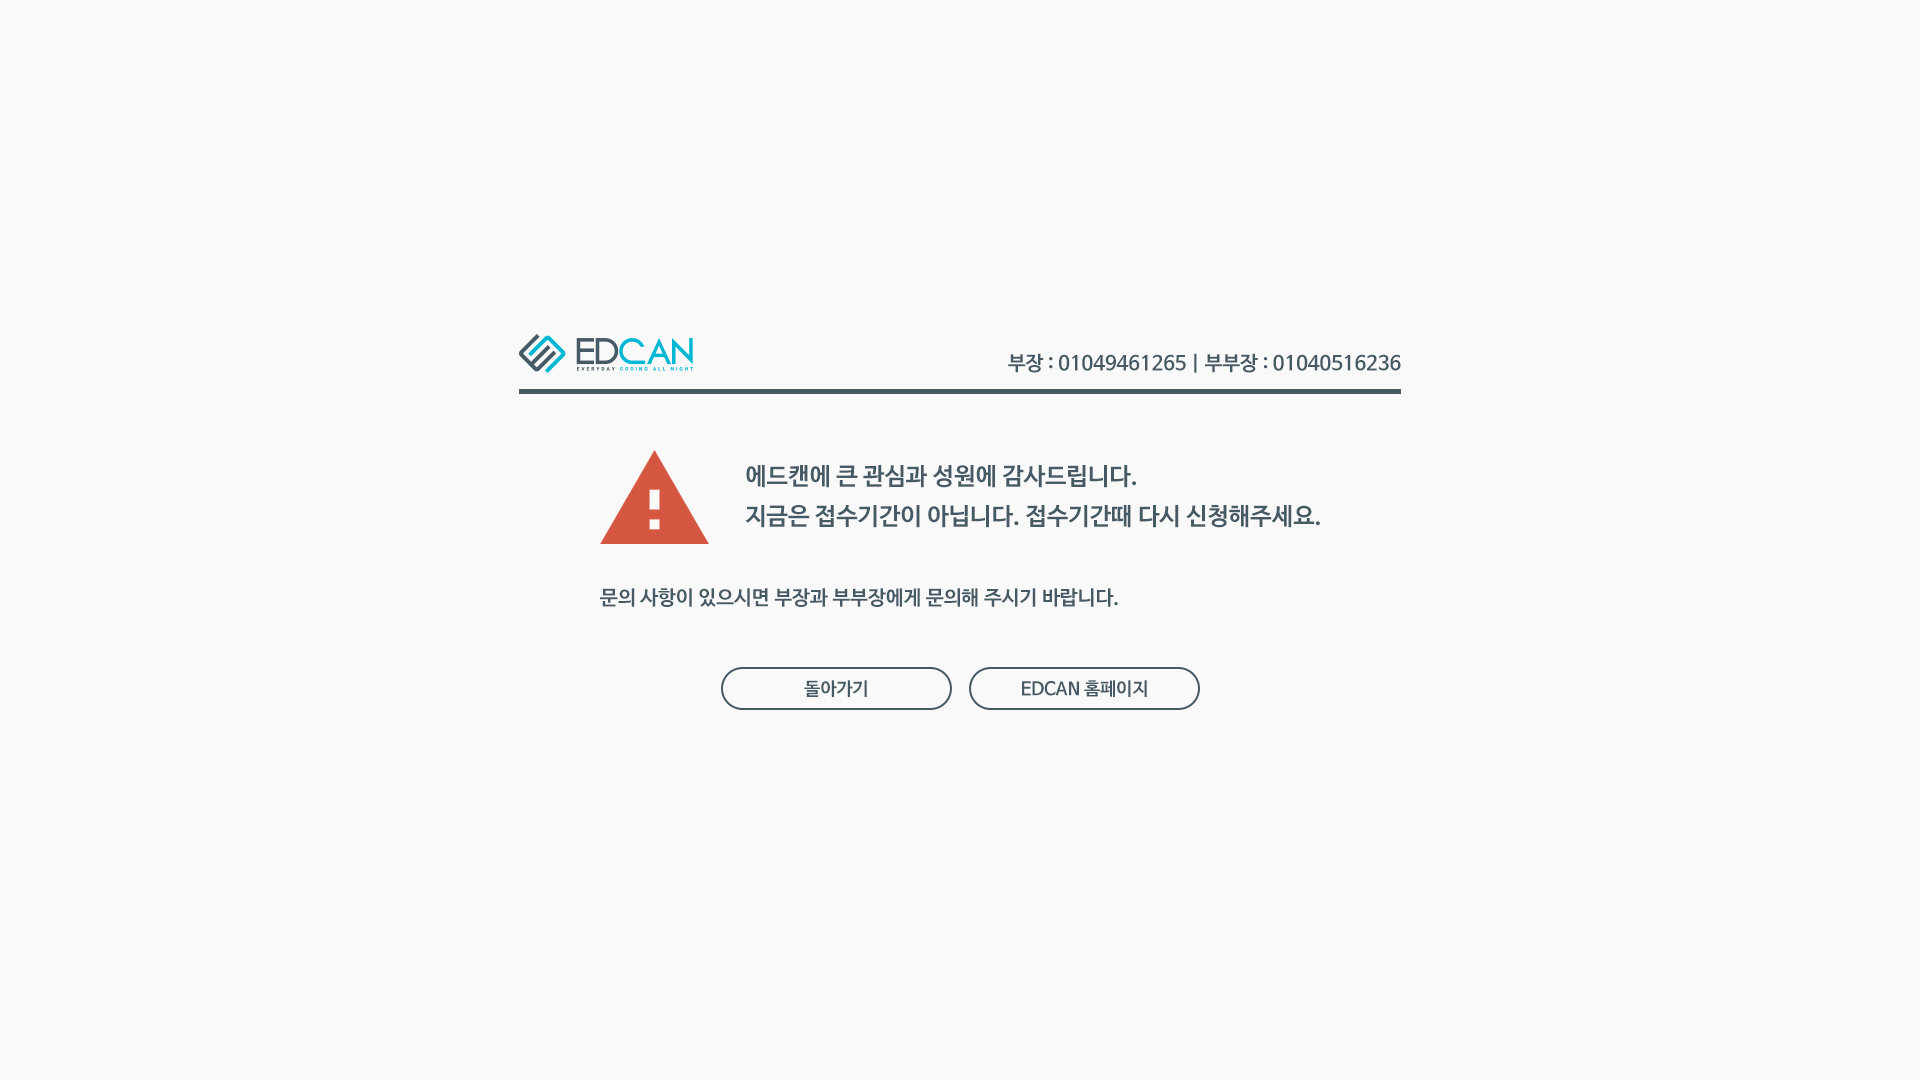 EDCAN
EVERYDAY CODING ALL NIGHT
부장 : 01049461265 | 부부장 : 01040516236
에드캔에 큰 관심과 성원에 감사드립니다.
지금은 접수기간이 아닙니다. 접수기간때 다시 신청해주세요.
문의 사항이 있으시면 부장과 부부장에게 문의해 주시기 바랍니다.
돌아가기
EDCAN 홈페이지